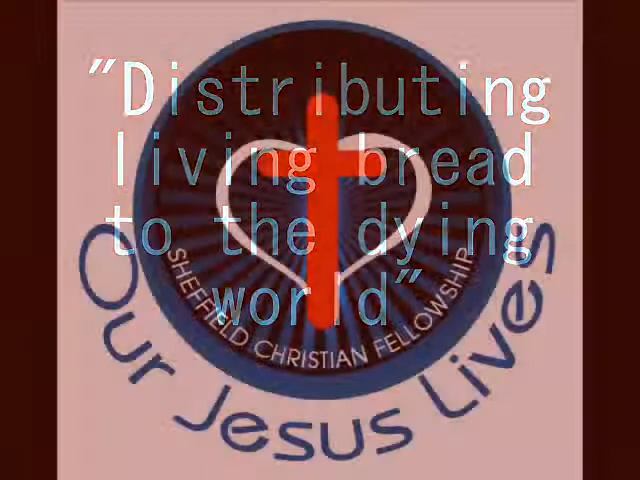 "Distributing
living bread
to the dying
world"
SHEFFIELD CHRISTIAN FELLOWSHIP
Our Jesus Lives